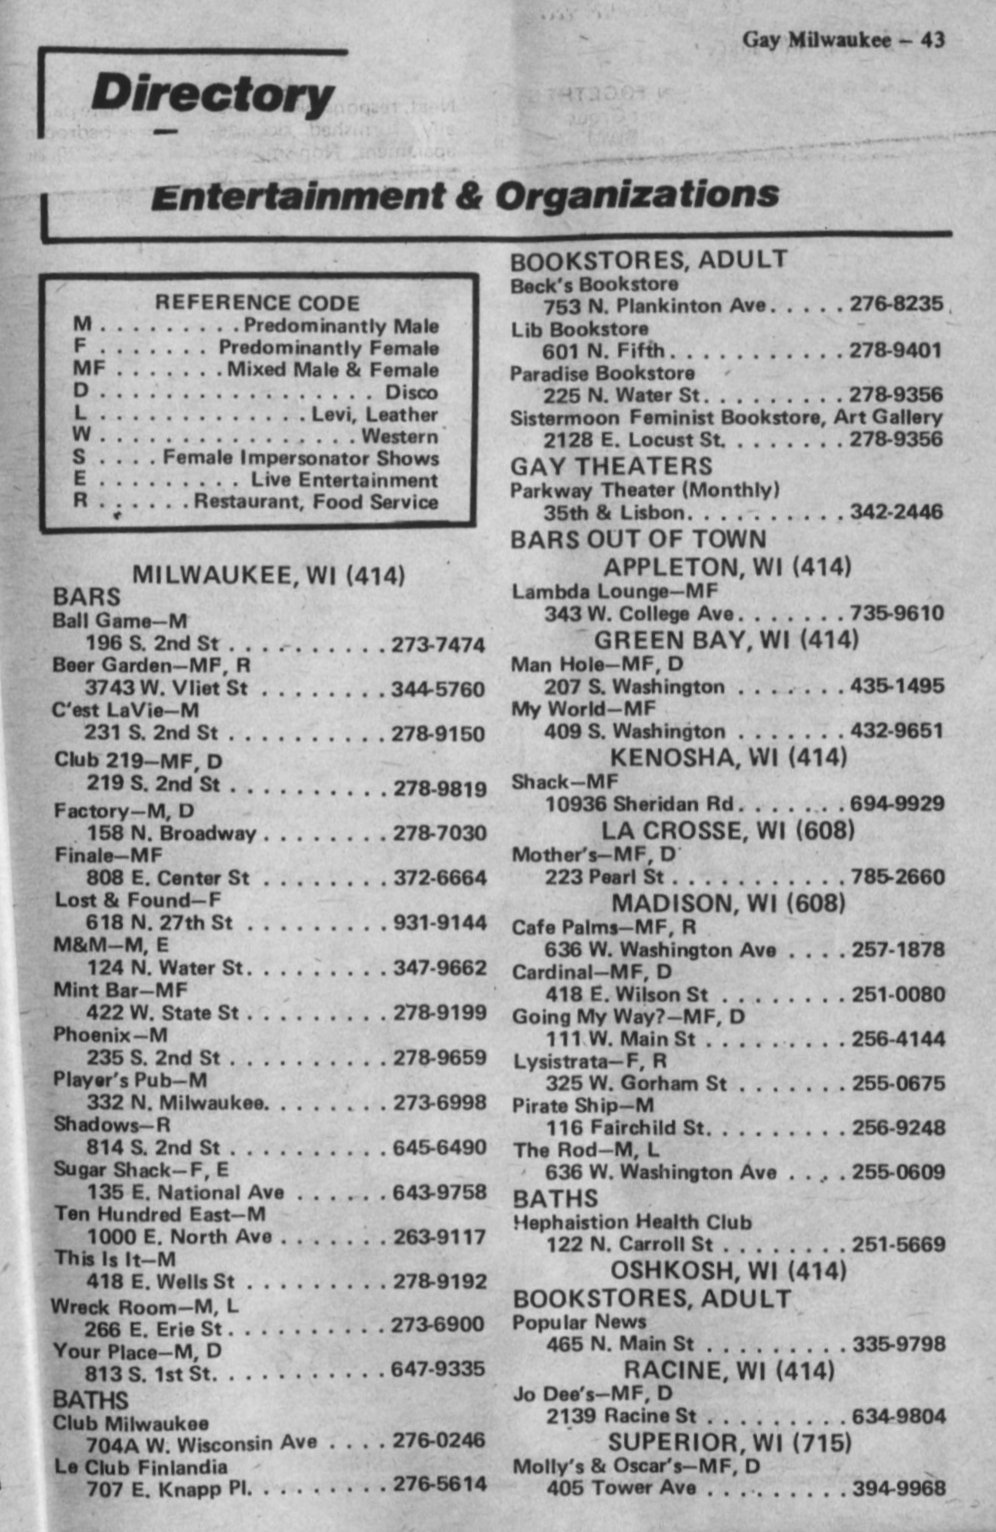 Gay Milwaukee – 43
Directory
Entertainment & Organizations
REFERENCE CODE
M . . . . . . . . . Predominantly Male
F . . . . . . . Predominantly Female
MF . . . . . . . Mixed Male & Female
D . . . . . . . . . . . . . . . . . Disco
L . . . . . . . . . . . . . Levi, Leather
W . . . . . . . . . . . . . . . . Western
S . . . . Female Impersonator Shows
E . . . . . . . . . Live Entertainment
R . . . . . . Restaurant, Food Service
MILWAUKEE, WI (414)
BARS
Ball Game—M
196 S. 2nd St . . . . . . . . . . 273-7474
Beer Garden—MF, R
3743 W. Vliet St . . . . . . . . 344-5760
C'est LaVie—M
231 S. 2nd St . . . . . . . . . . 278-9150
Club 219—MF, D
219 S. 2nd St . . . . . . . . . . 278-9819
Factory—M, D
158 N. Broadway . . . . . . . . 278-7030
Finale—MF
808 E. Center St . . . . . . . . 372-6664
Lost & Found—F
618 N. 27th St . . . . . . . . . 931-9144
M&M—M, E
124 N. Water St. . . . . . . . . 347-9662
Mint Bar—MF
422 W. State St . . . . . . . . . 278-9199
Phoenix—M
235 S. 2nd St . . . . . . . . . . 278-9659
Player's Pub—M
332 N. Milwaukee. . . . . . . . 273-6998
Shadows—R
814 S. 2nd St . . . . . . . . . . 645-6490
Sugar Shack—F, E
135 E. National Ave . . . . . . 643-9758
Ten Hundred East—M
1000 E. North Ave . . . . . . . 263-9117
This Is It—M
418 E. Wells St . . . . . . . . . 278-9192
Wreck Room—M, L
266 E. Erie St. . . . . . . . . . 273-6900
Your Place—M, D
813 S. 1st St. . . . . . . . . . . 647-9335
BATHS
Club Milwaukee
704A W. Wisconsin Ave . . . . 276-0246
Le Club Finlandia
707 E. Knapp Pl. . . . . . . . . 276-5614
BOOKSTORES, ADULT
Beck's Bookstore
753 N. Plankinton Ave. . . . . 276-8235
Lib Bookstore
601 N. Fifth. . . . . . . . . . . 278-9401
Paradise Bookstore
225 N. Water St. . . . . . . . . 278-9356
Sistermoon Feminist Bookstore, Art Gallery
2128 E. Locust St. . . . . . . . 278-9356
GAY THEATERS
Parkway Theater (Monthly)
35th & Lisbon. . . . . . . . . . 342-2446
BARS OUT OF TOWN
APPLETON, WI (414)
Lambda Lounge—MF
343 W. College Ave. . . . . . . 735-9610
GREEN BAY, WI (414)
Man Hole—MF, D
207 S. Washington . . . . . . . 435-1495
My World—MF
409 S. Washington . . . . . . . 432-9651
KENOSHA, WI (414)
Shack—MF
10936 Sheridan Rd. . . . . . . 694-9929
LA CROSSE, WI (608)
Mother's—MF, D
223 Pearl St . . . . . . . . . . . 785-2660
MADISON, WI (608)
Cafe Palms—MF, R
636 W. Washington Ave . . . . 257-1878
Cardinal—MF, D
418 E. Wilson St . . . . . . . . 251-0080
Going My Way?—MF, D
111 W. Main St . . . . . . . . . 256-4144
Lysistrata—F, R
325 W. Gorham St . . . . . . . 255-0675
Pirate Ship—M
116 Fairchild St. . . . . . . . . 256-9248
The Rod—M, L
636 W. Washington Ave . . . . 255-0609
BATHS
Hephaistion Health Club
122 N. Carroll St . . . . . . . . 251-5669
OSHKOSH, WI (414)
BOOKSTORES, ADULT
Popular News
465 N. Main St . . . . . . . . . 335-9798
RACINE, WI (414)
Jo Dee's—MF, D
2139 Racine St . . . . . . . . . 634-9804
SUPERIOR, WI (715)
Molly's & Oscar's—MF, D
405 Tower Ave . . . . . . . . . 394-9968